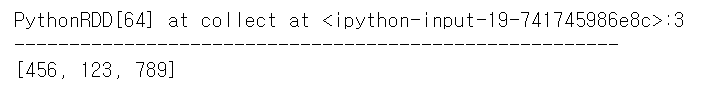 PythonRDD[64] at collect at <ipython-input-19-741745986e8c>:3
-------------------------------------------------------
[456, 123, 789]